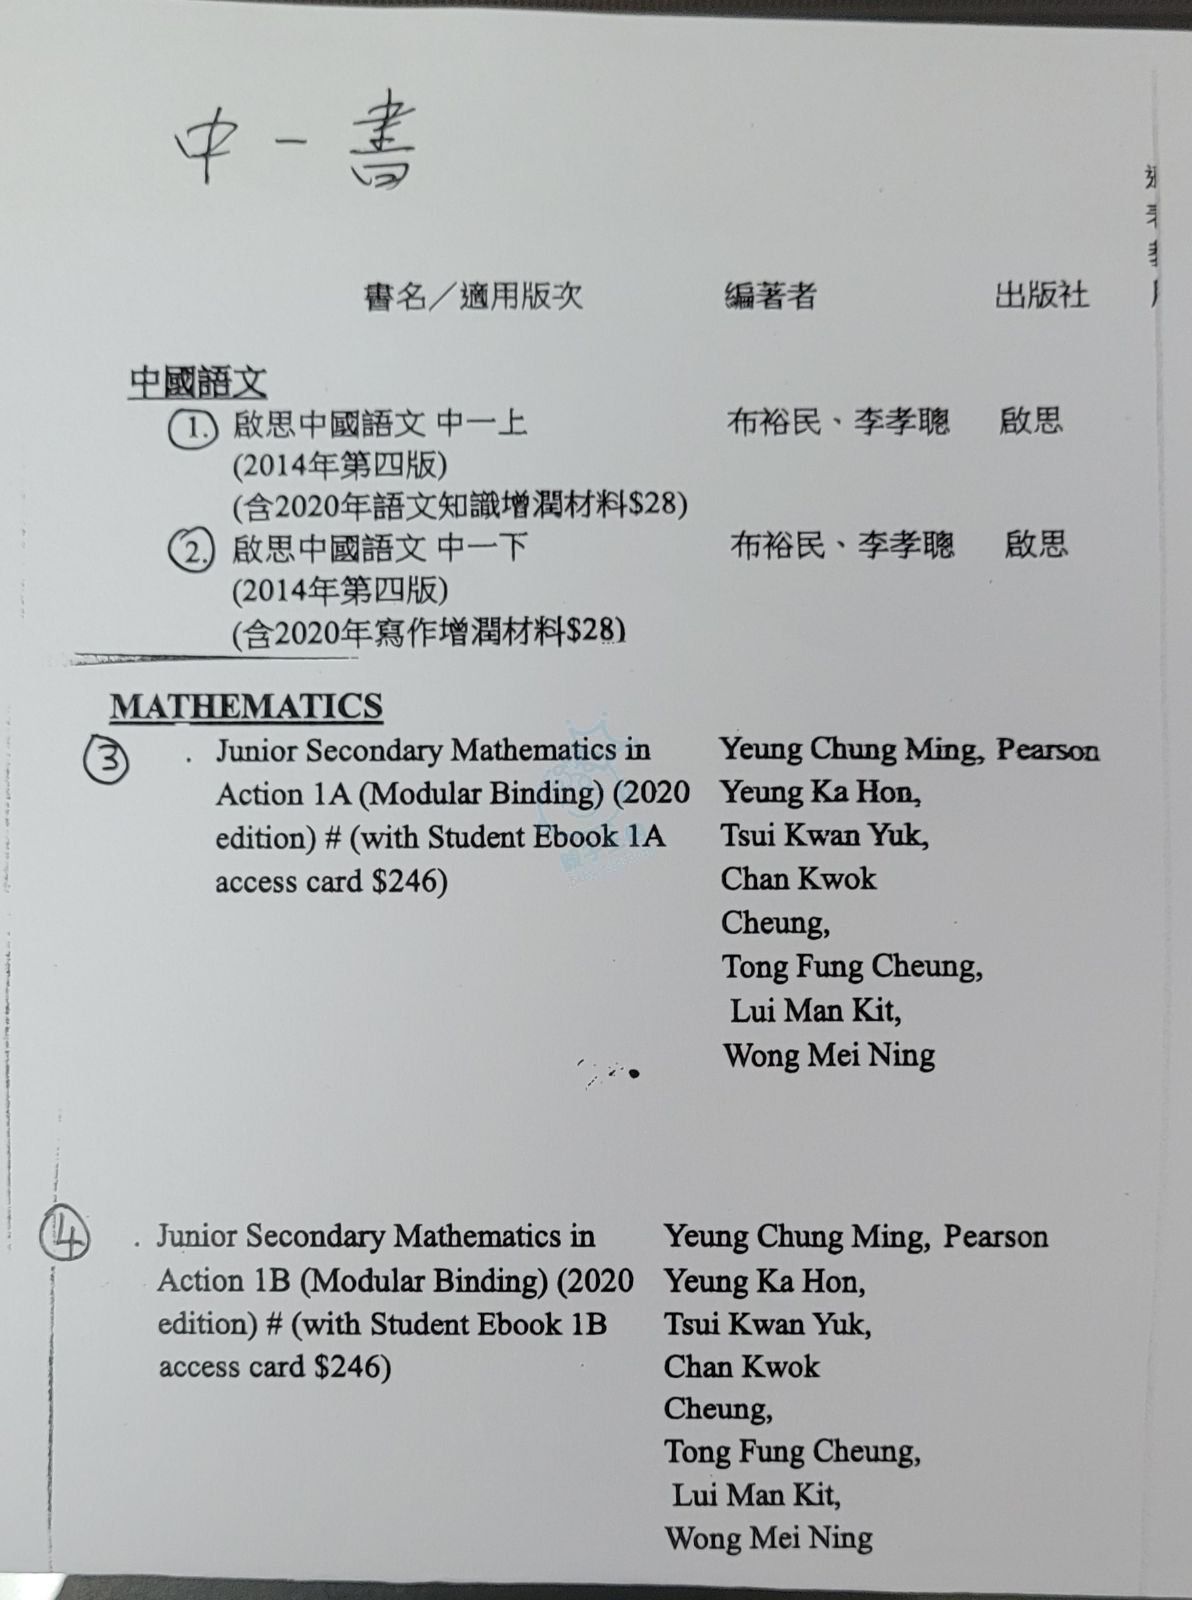 中一書
書名／適用版次 編著者 出版社
中國語文
1. 啟思中國語文 中一上 布裕民、李孝聰 啟思
(2014年第四版)
(含2020年語文知識增潤材料$28)
2. 啟思中國語文 中一下 布裕民、李孝聰 啟思
(2014年第四版)
(含2020年寫作增潤材料$28)
MATHEMATICS
3 . Junior Secondary Mathematics in Yeung Chung Ming, Pearson
Action 1A (Modular Binding) (2020 Yeung Ka Hon,
edition) # (with Student Ebook 1A Tsui Kwan Yuk,
access card $246) Chan Kwok
Cheung,
Tong Fung Cheung,
Lui Man Kit,
Wong Mei Ning
4 . Junior Secondary Mathematics in Yeung Chung Ming, Pearson
Action 1B (Modular Binding) (2020 Yeung Ka Hon,
edition) # (with Student Ebook 1B Tsui Kwan Yuk,
access card $246) Chan Kwok
Cheung,
Tong Fung Cheung,
Lui Man Kit,
Wong Mei Ning